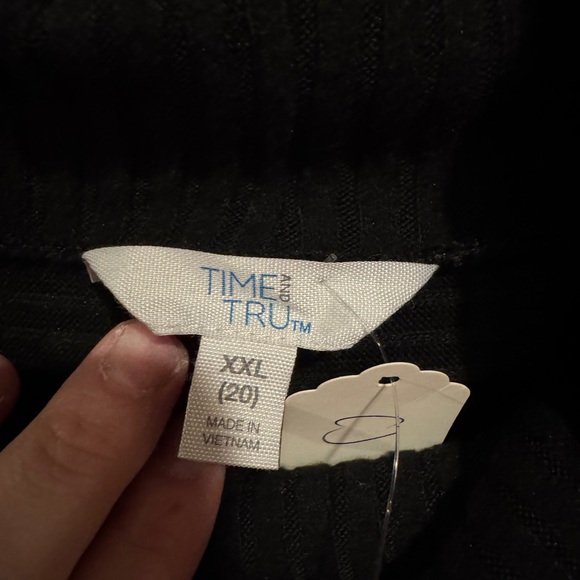 TIME AND
TRU™
XXL
(20)
MADE IN
VIETNAM